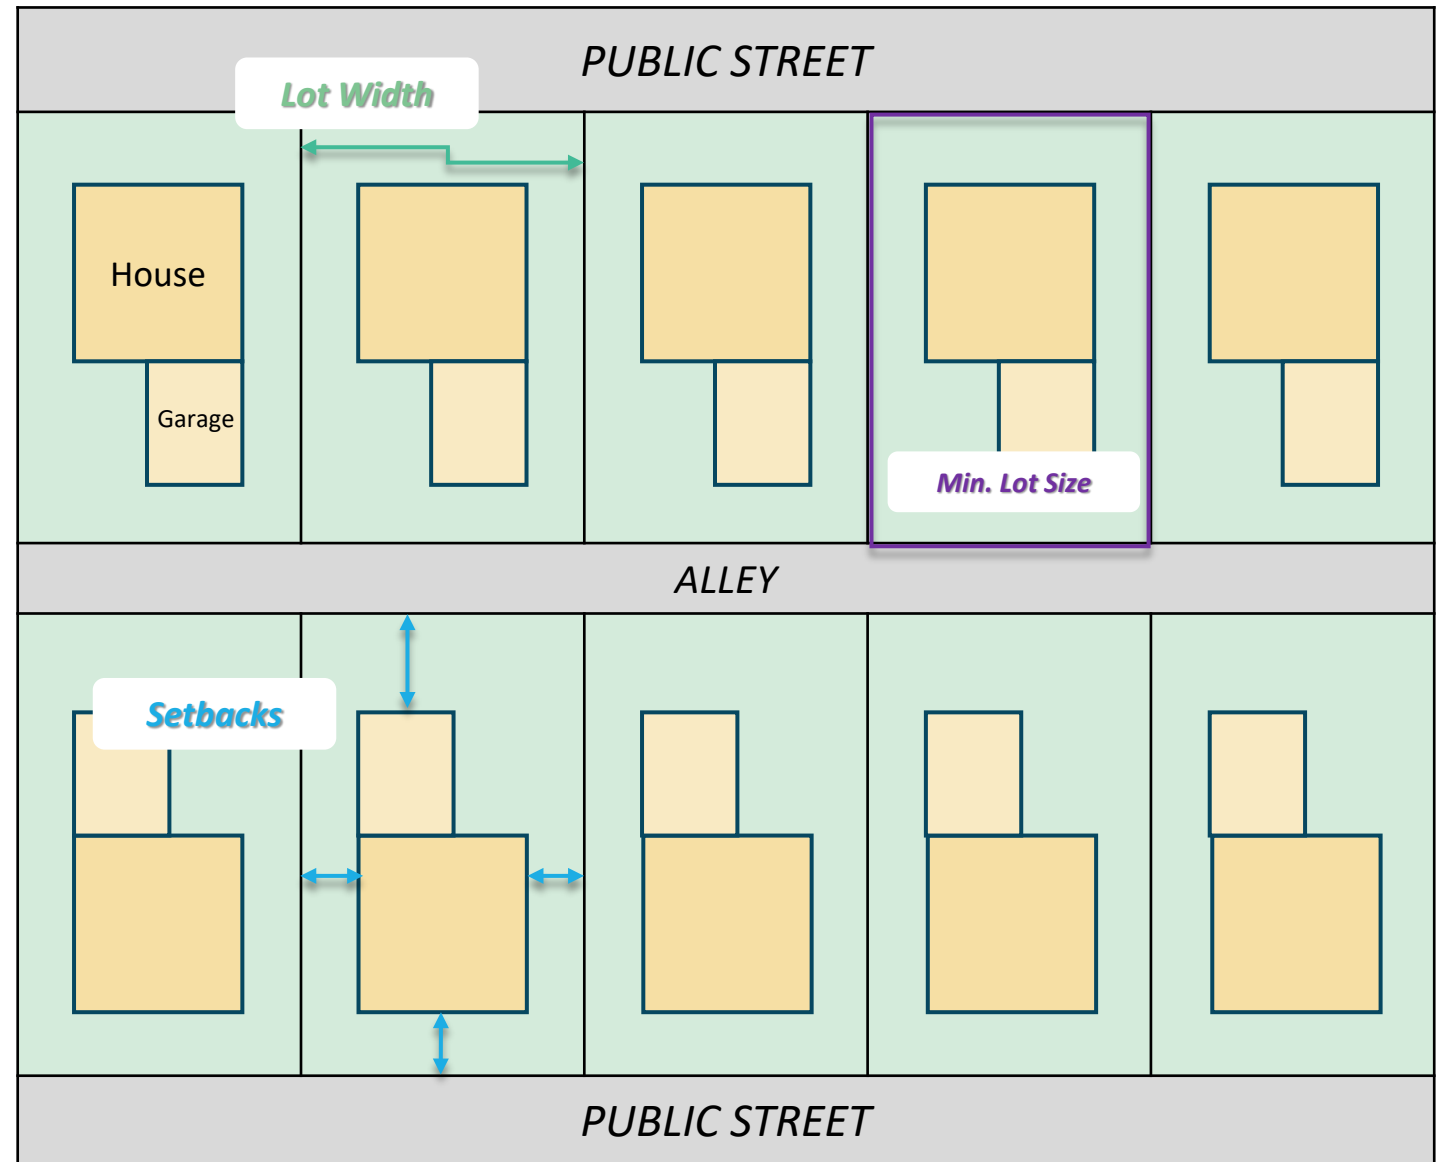 PUBLIC STREET
Lot Width
House
Garage
Min. Lot Size
ALLEY
Setbacks
PUBLIC STREET